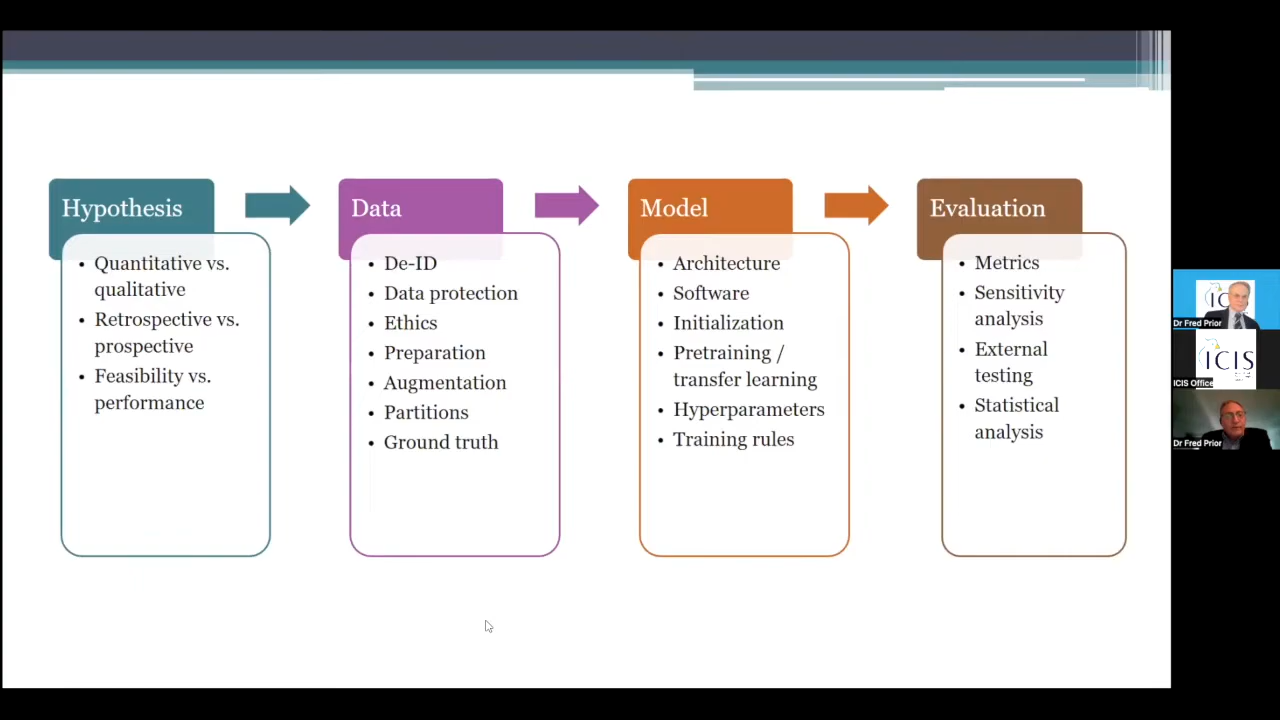 Hypothesis
• Quantitative vs.
qualitative
• Retrospective vs.
prospective
• Feasibility vs.
performance
Data
• De-ID
• Data protection
• Ethics
• Preparation
• Augmentation
• Partitions
• Ground truth
Model
• Architecture
• Software
• Initialization
• Pretraining /
transfer learning
• Hyperparameters
• Training rules
Evaluation
• Metrics
• Sensitivity
analysis
• External
testing
• Statistical
analysis
Dr Fred Prior
ICIS
ICIS Office
Dr Fred Prior